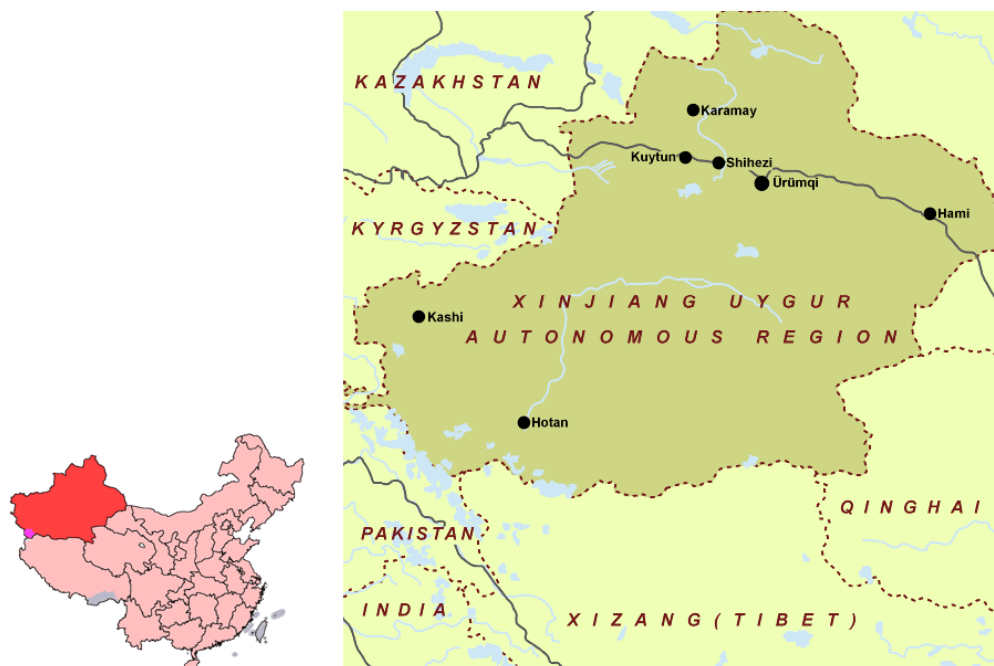 KAZAKHSTAN
Karamay
Kuytun
Shihezi
Ürümqi
Hami
KYRGYZSTAN
XINJIANG UYGUR
AUTONOMOUS REGION
Kashi
Hotan
QINGHAI
PAKISTAN
INDIA
XIZANG (TIBET)